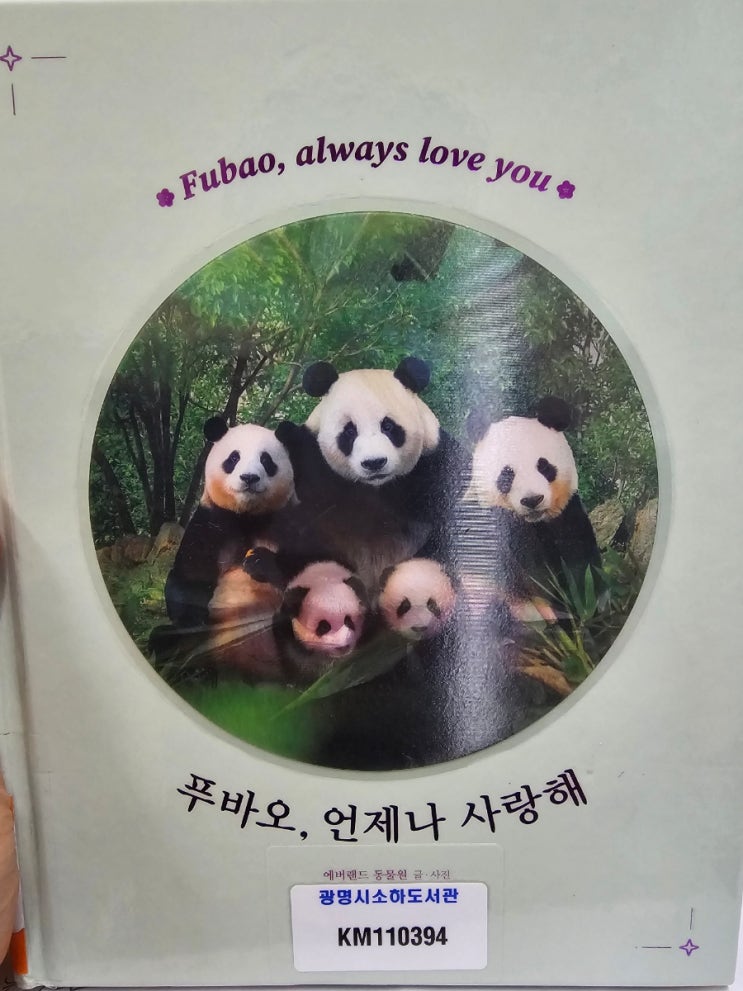 Fubao, always love you
푸바오, 언제나 사랑해
에버랜드 동물원 글·사진
광명시소하도서관
KM110394